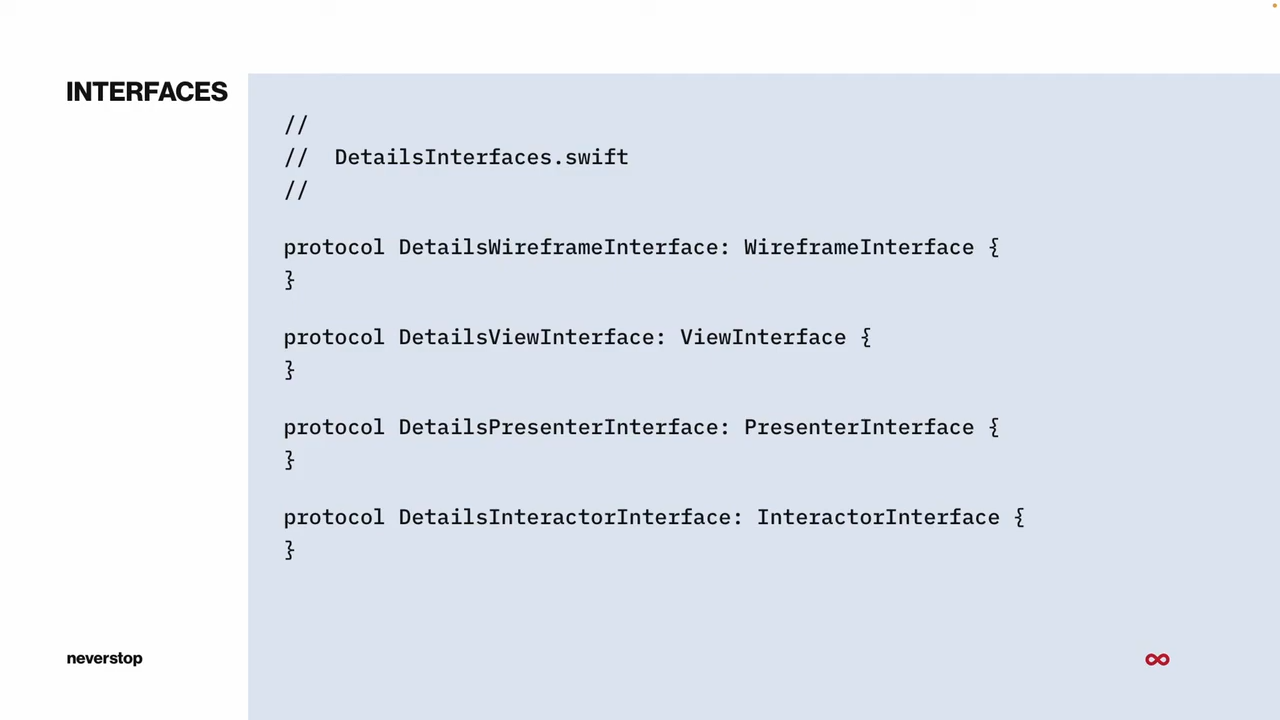 INTERFACES
//
//  DetailsInterfaces.swift
//
protocol DetailsWireframeInterface: WireframeInterface {
}
protocol DetailsViewInterface: ViewInterface {
}
protocol DetailsPresenterInterface: PresenterInterface {
}
protocol DetailsInteractorInterface: InteractorInterface {
}
neverstop